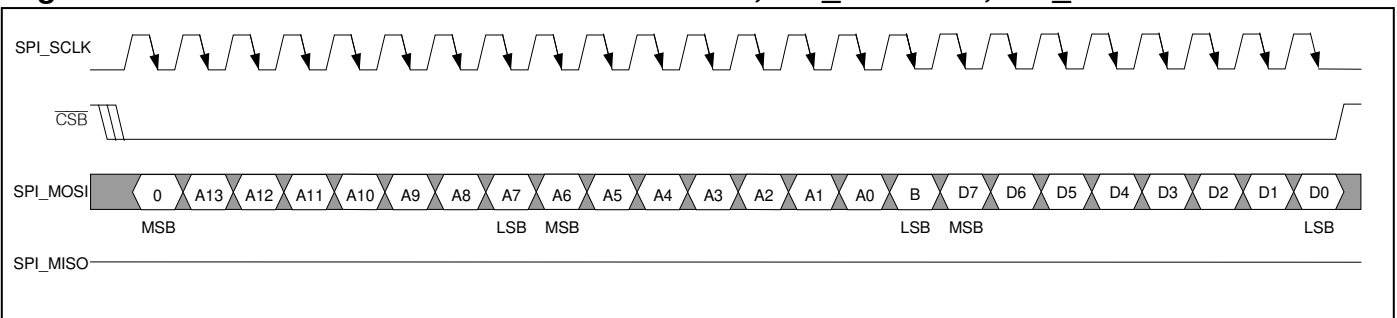 SPI_SCLK
CSB
SPI_MOSI 0 A13 A12 A11 A10 A9 A8 A7 A6 A5 A4 A3 A2 A1 A0 B D7 D6 D5 D4 D3 D2 D1 D0
MSB LSB MSB LSB MSB LSB
SPI_MISO